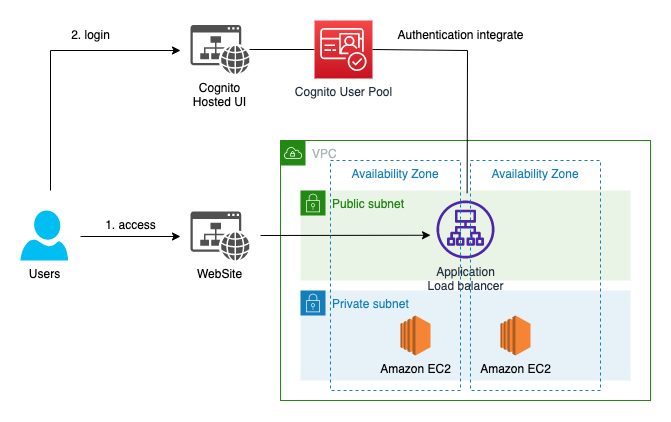 2. login
Authentication integrate
Cognito
Hosted UI
Cognito User Pool
VPC
Availability Zone
Availability Zone
Public subnet
1. access
Users
WebSite
Application
Load balancer
Private subnet
Amazon EC2
Amazon EC2